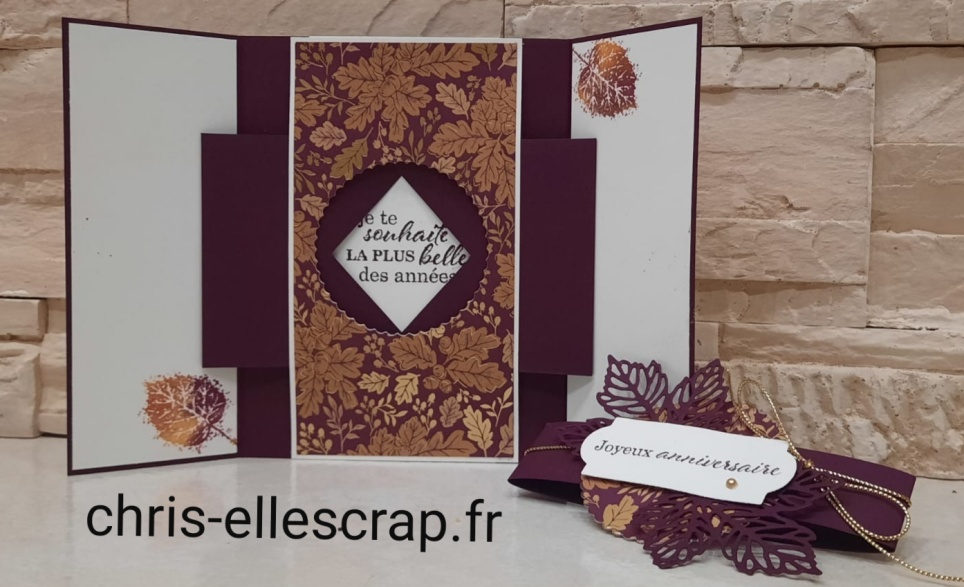 je te
souhaite
LA PLUS belle
des années
Joyeux anniversaire
chris-ellescrap.fr